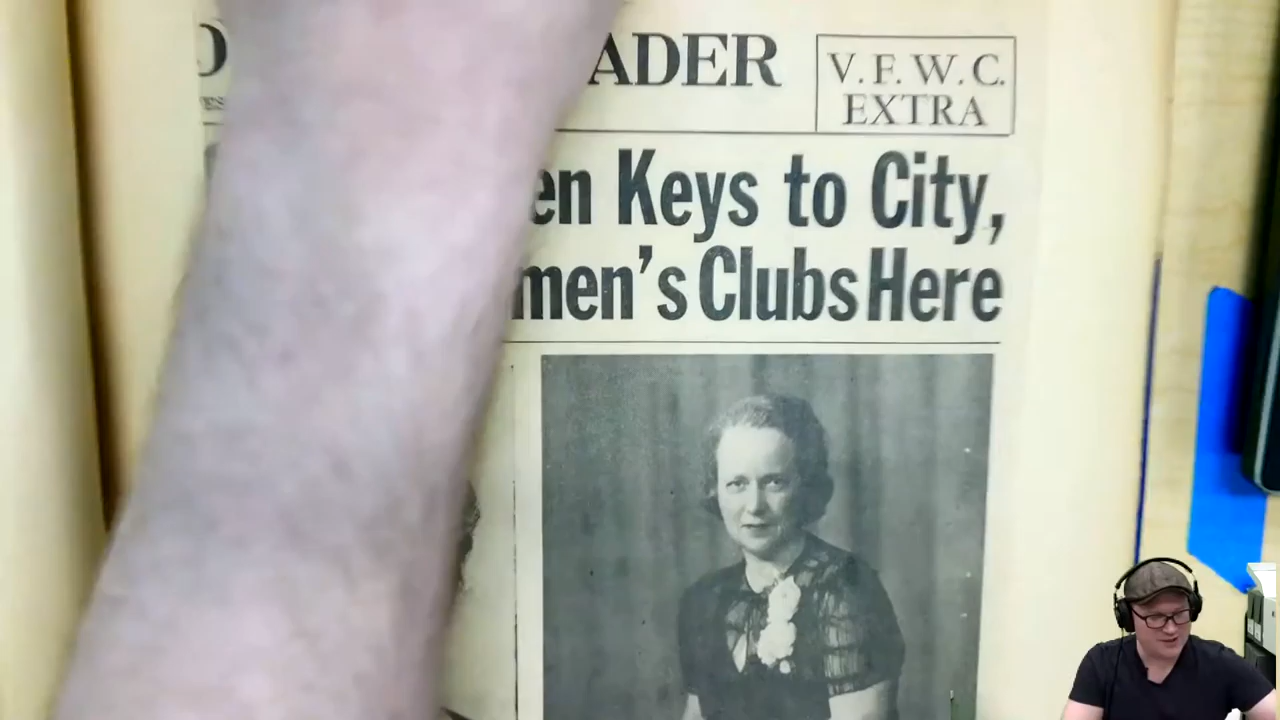 ADER
V. F. W. C.
EXTRA
en Keys to City,
men's Clubs Here